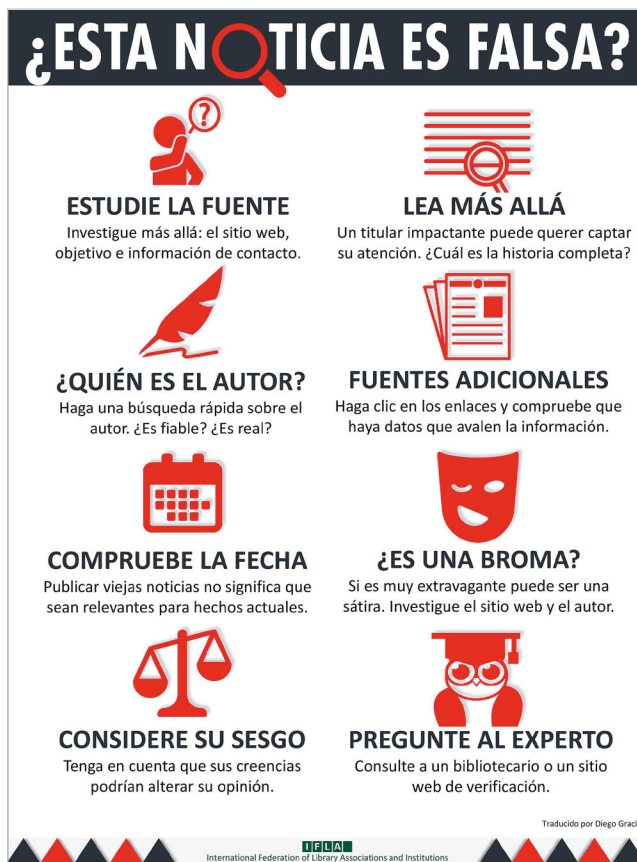 ¿ESTA NOTICIA ES FALSA?
?
ESTUDIE LA FUENTE
Investigue más allá: el sitio web,
objetivo e información de contacto.
LEA MÁS ALLÁ
Un titular impactante puede querer captar
su atención. ¿Cuál es la historia completa?
¿QUIÉN ES EL AUTOR?
Haga una búsqueda rápida sobre el
autor. ¿Es fiable? ¿Es real?
FUENTES ADICIONALES
Haga clic en los enlaces y compruebe que
haya datos que avalen la información.
COMPRUEBE LA FECHA
Publicar viejas noticias no significa que
sean relevantes para hechos actuales.
¿ES UNA BROMA?
Si es muy extravagante puede ser una
sátira. Investigue el sitio web y el autor.
CONSIDERE SU SESGO
Tenga en cuenta que sus creencias
podrían alterar su opinión.
PREGUNTE AL EXPERTO
Consulte a un bibliotecario o un sitio
web de verificación.
Traducido por Diego Graci
IFLA
International Federation of Library Associations and Institutions